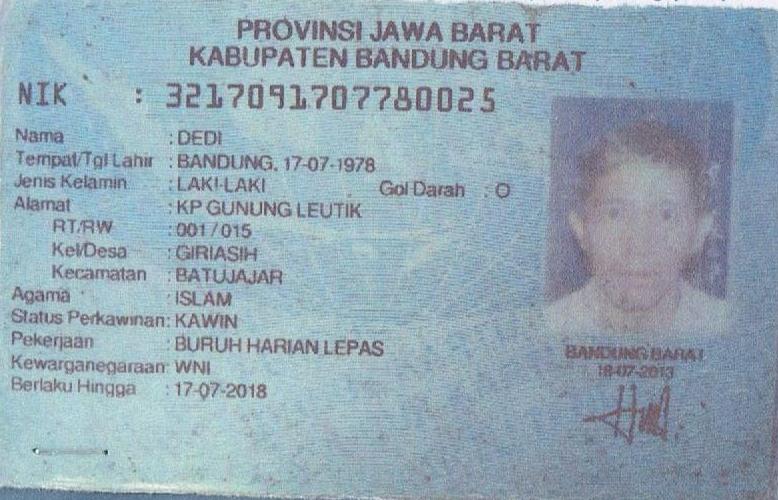 PROVINSI JAWA BARAT
KABUPATEN BANDUNG BARAT
NIK : 3217091707780025
Nama : DEDI
Tempat/Tgl Lahir : BANDUNG, 17-07-1978
Jenis Kelamin : LAKI-LAKI Gol Darah : O
Alamat : KP GUNUNG LEUTIK
RT/RW : 001/015
Kel/Desa : GIRIASIH
Kecamatan : BATUJAJAR
Agama : ISLAM
Status Perkawinan: KAWIN
Pekerjaan : BURUH HARIAN LEPAS
Kewarganegaraan: WNI
Berlaku Hingga : 17-07-2018
BANDUNG BARAT
18-07-2013